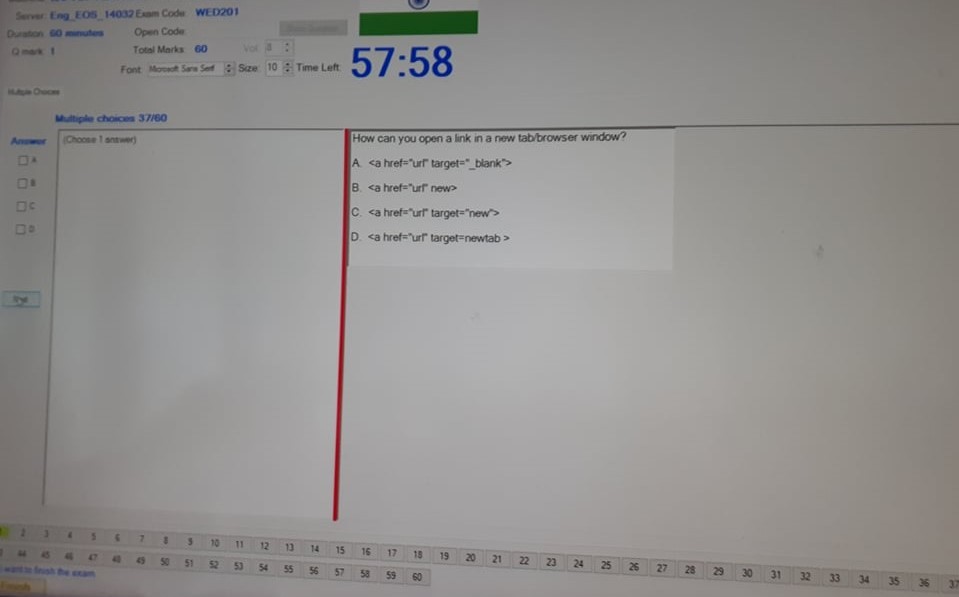 Server: Eng_EOS_14032 Exam Code: WED201
Duration: 60 minutes Open Code:
Q mark: 1 Total Marks: 60 Vol: 8
Font: Microsoft Sans Serif Size: 10 Time Left: 57:58
Multiple Choices
Multiple choices 37/60
Answer (Choose 1 answer)
A
B
C
D
How can you open a link in a new tab/browser window?
A. <a href="url" target="_blank">
B. <a href="url" new>
C. <a href="url" target="new">
D. <a href="url" target=newtab >
2 3 4 5 6 7 8 9 10 11 12 13 14 15 16 17 18 19 20 21 22 23 24 25 26 27 28 29 30 31 32 33 34 35 36 37
44 45 46 47 48 49 50 51 52 53 54 55 56 57 58 59 60
want to finish the exam
Finish